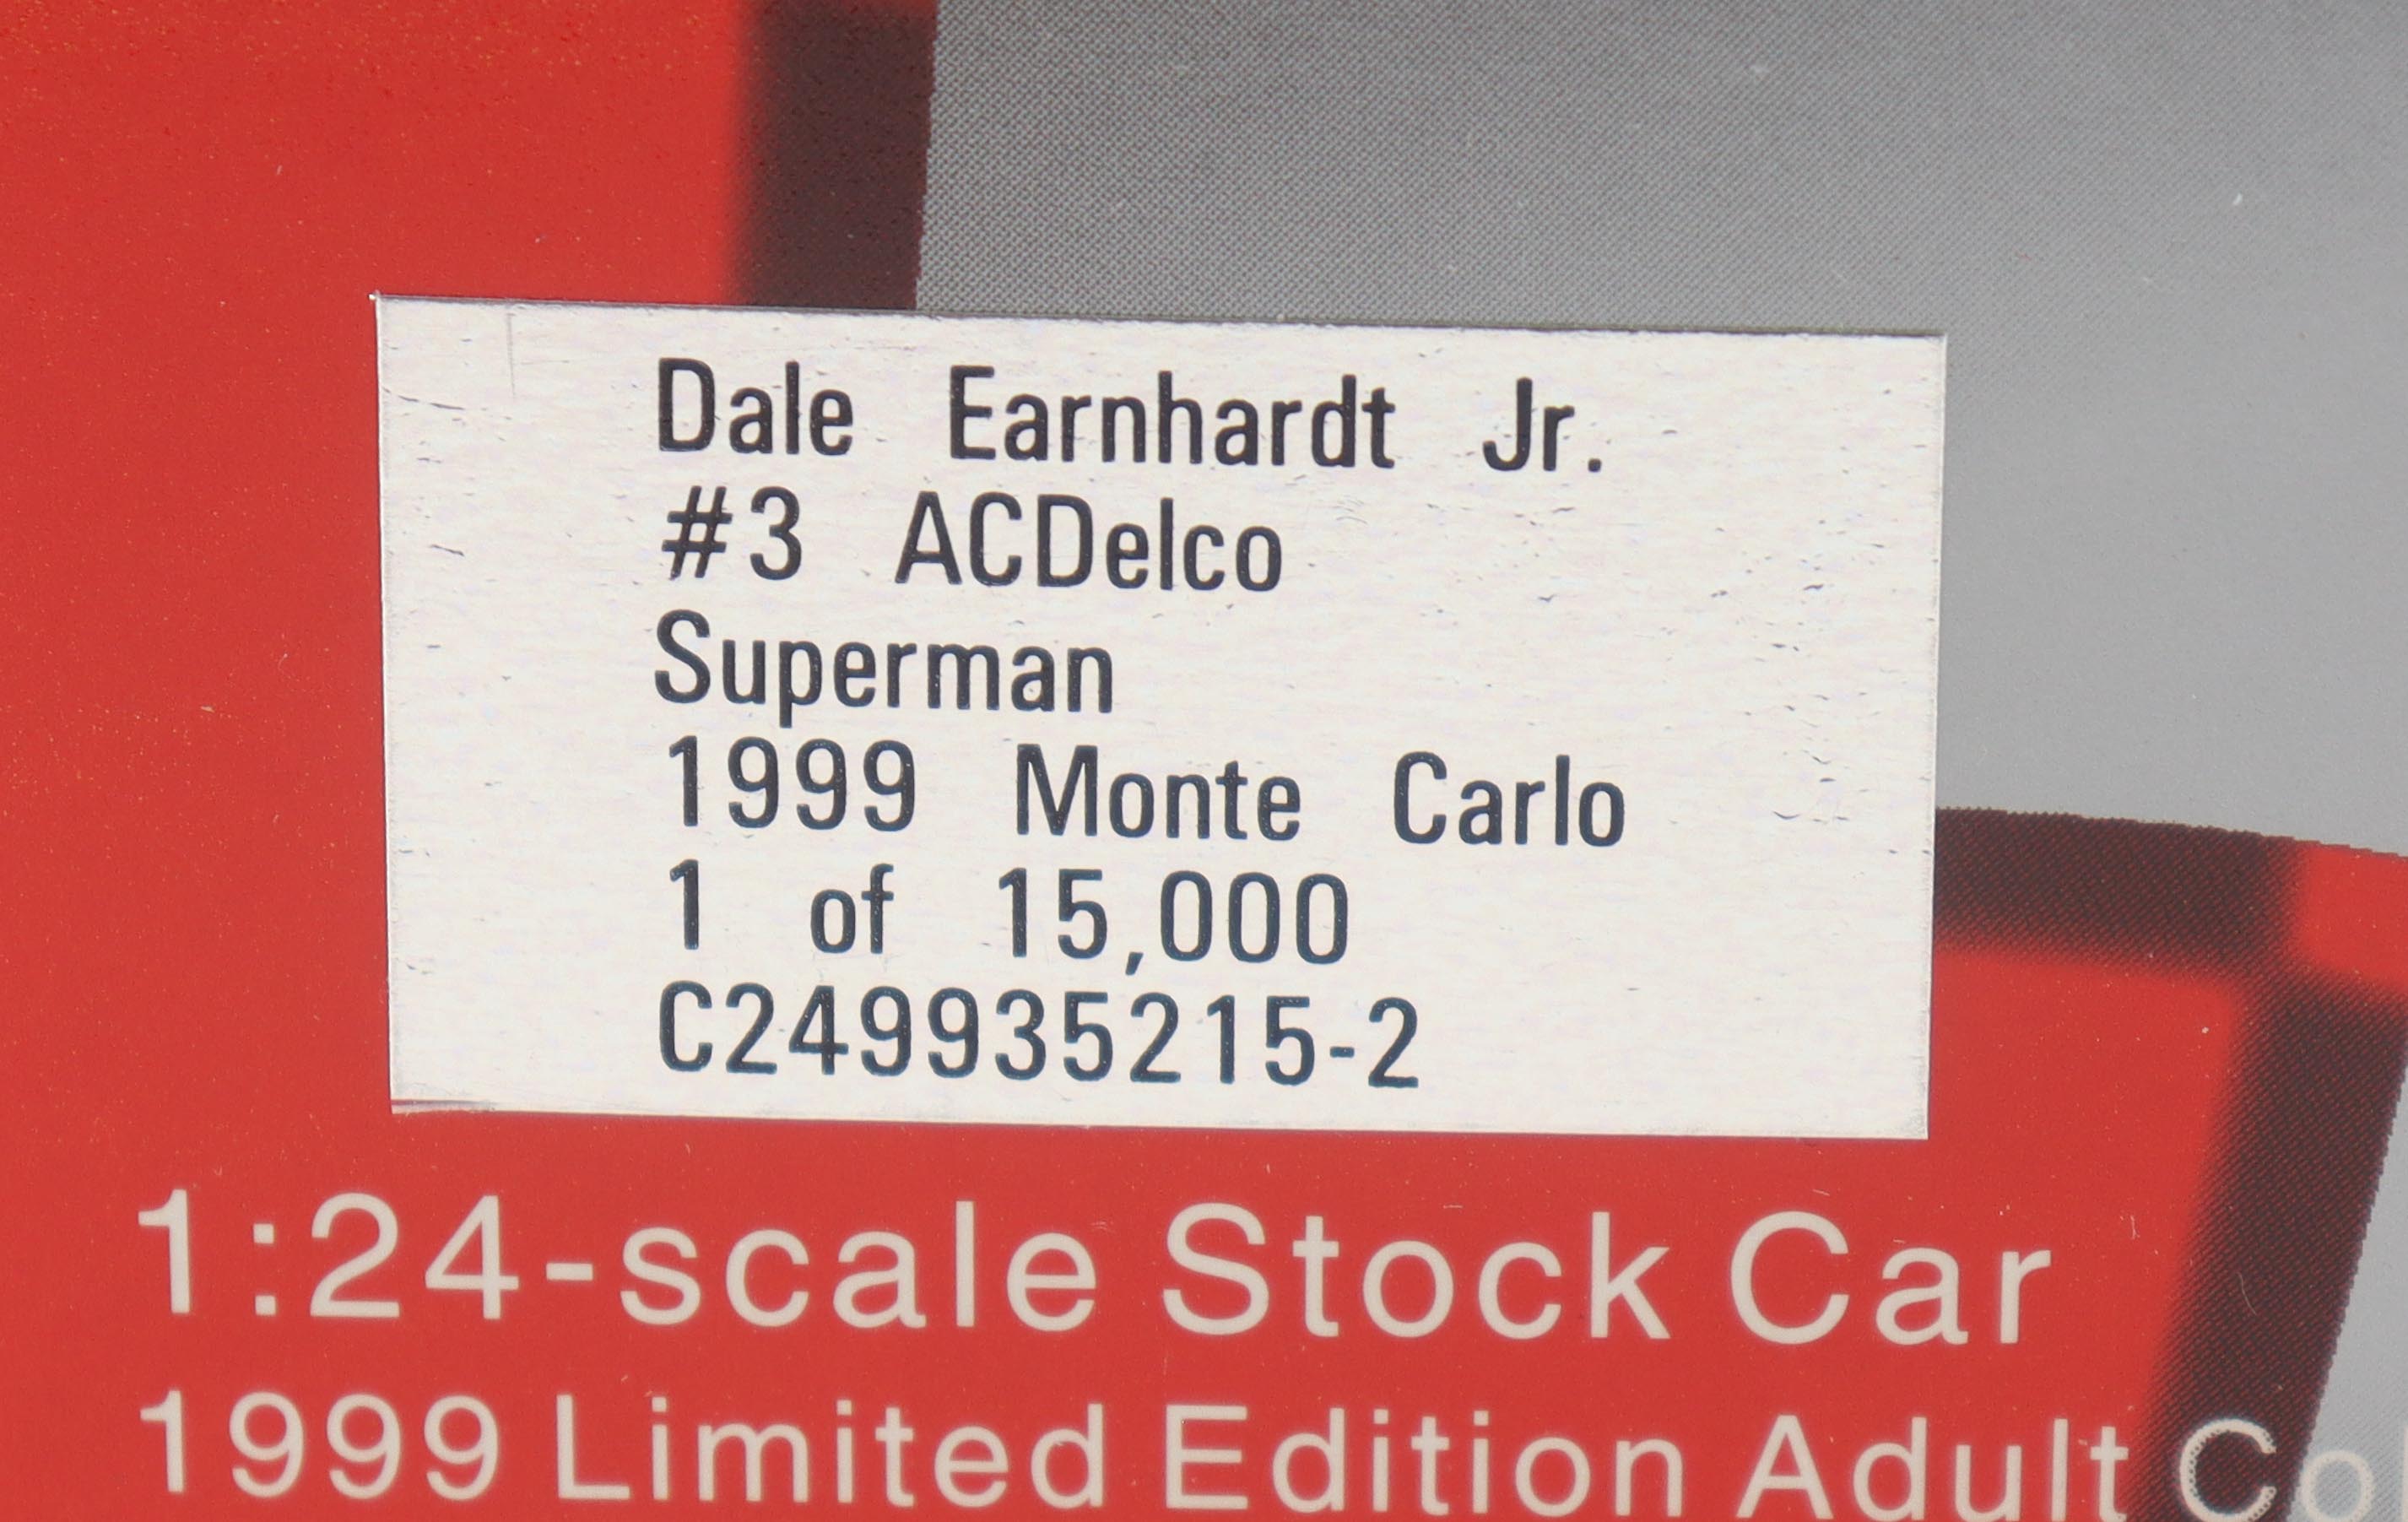 Dale Earnhardt Jr.
#3 ACDelco
Superman
1999 Monte Carlo
1 of 15,000
C249935215-2
1:24-scale Stock Car
1999 Limited Edition Adult